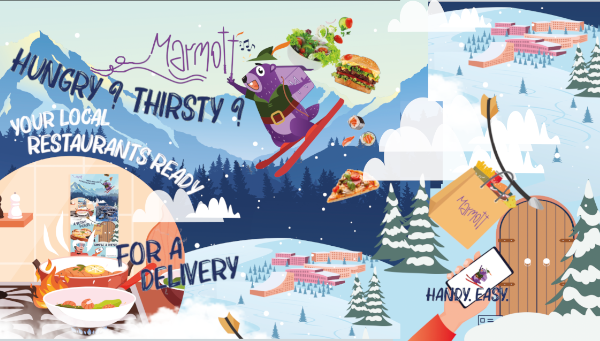 Marmott
HUNGRY ? THIRSTY ?
YOUR LOCAL
RESTAURANTS READY
FOR A
DELIVERY
Marmott
HANDY. EASY.